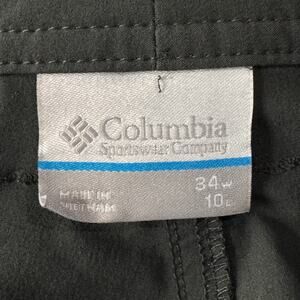 Columbia
Sportswear Company
34W
10L
MADE IN
VIETNAM